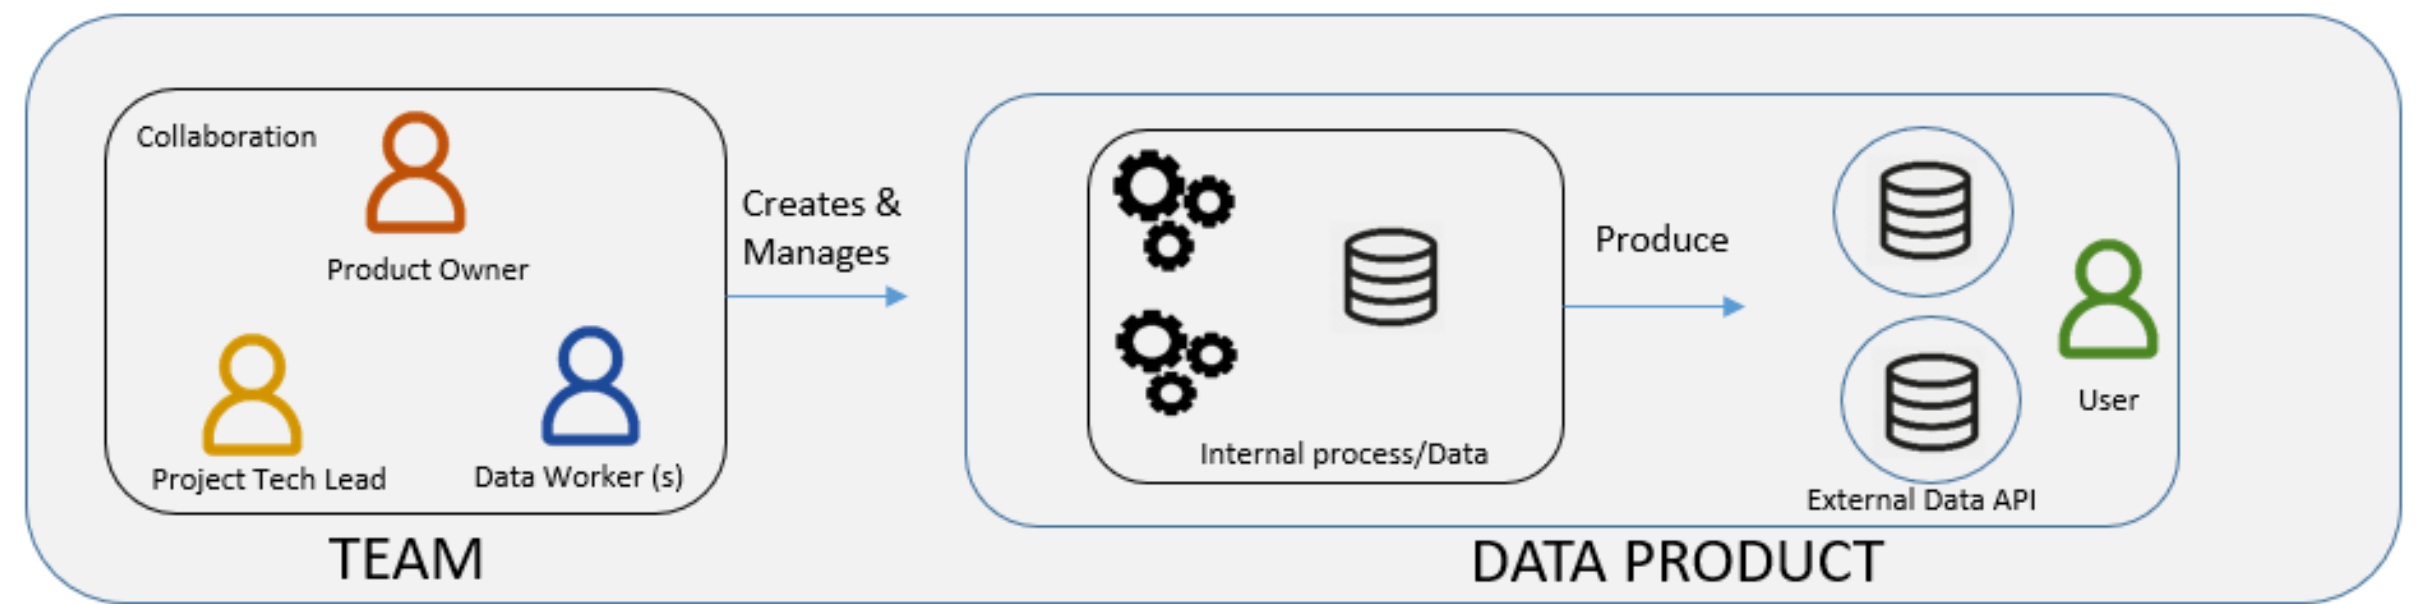 Collaboration
Product Owner
Project Tech Lead
Data Worker (s)
TEAM
Creates &
Manages
Internal process/Data
Produce
User
External Data API
DATA PRODUCT